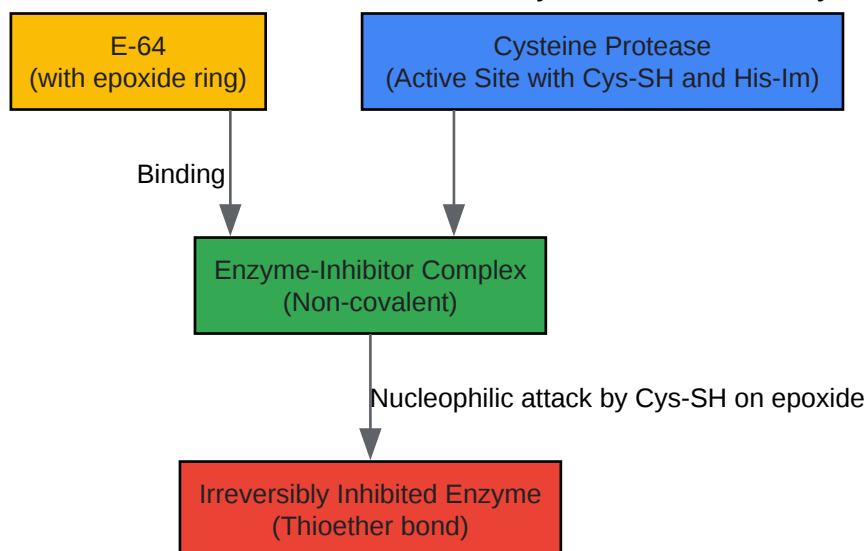 E-64
(with epoxide ring)
Cysteine Protease
(Active Site with Cys-SH and His-Im)
Binding
Enzyme-Inhibitor Complex
(Non-covalent)
Nucleophilic attack by Cys-SH on epoxide
Irreversibly Inhibited Enzyme
(Thioether bond)